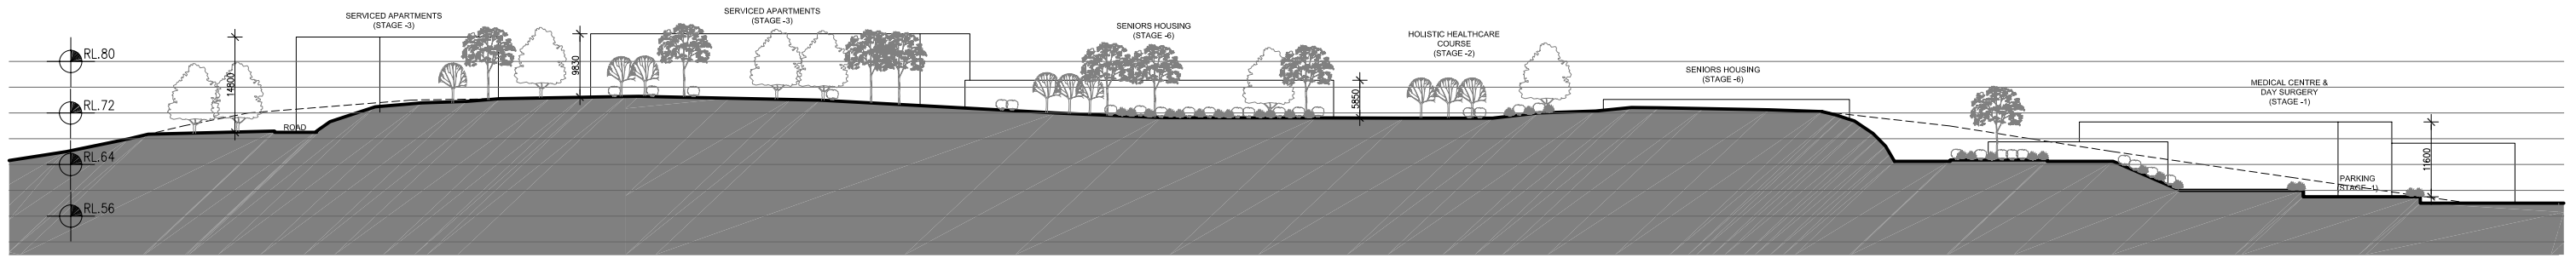 SERVICED APARTMENTS
(STAGE -3)
SERVICED APARTMENTS
(STAGE -3)
SENIORS HOUSING
(STAGE -6)
HOLISTIC HEALTHCARE
COURSE
(STAGE -2)
SENIORS HOUSING
(STAGE -6)
MEDICAL CENTRE &
DAY SURGERY
(STAGE -1)
RL.80
RL.72
RL.64
RL.56
14800
9830
5850
11600
ROAD
PARKING
(STAGE -1)